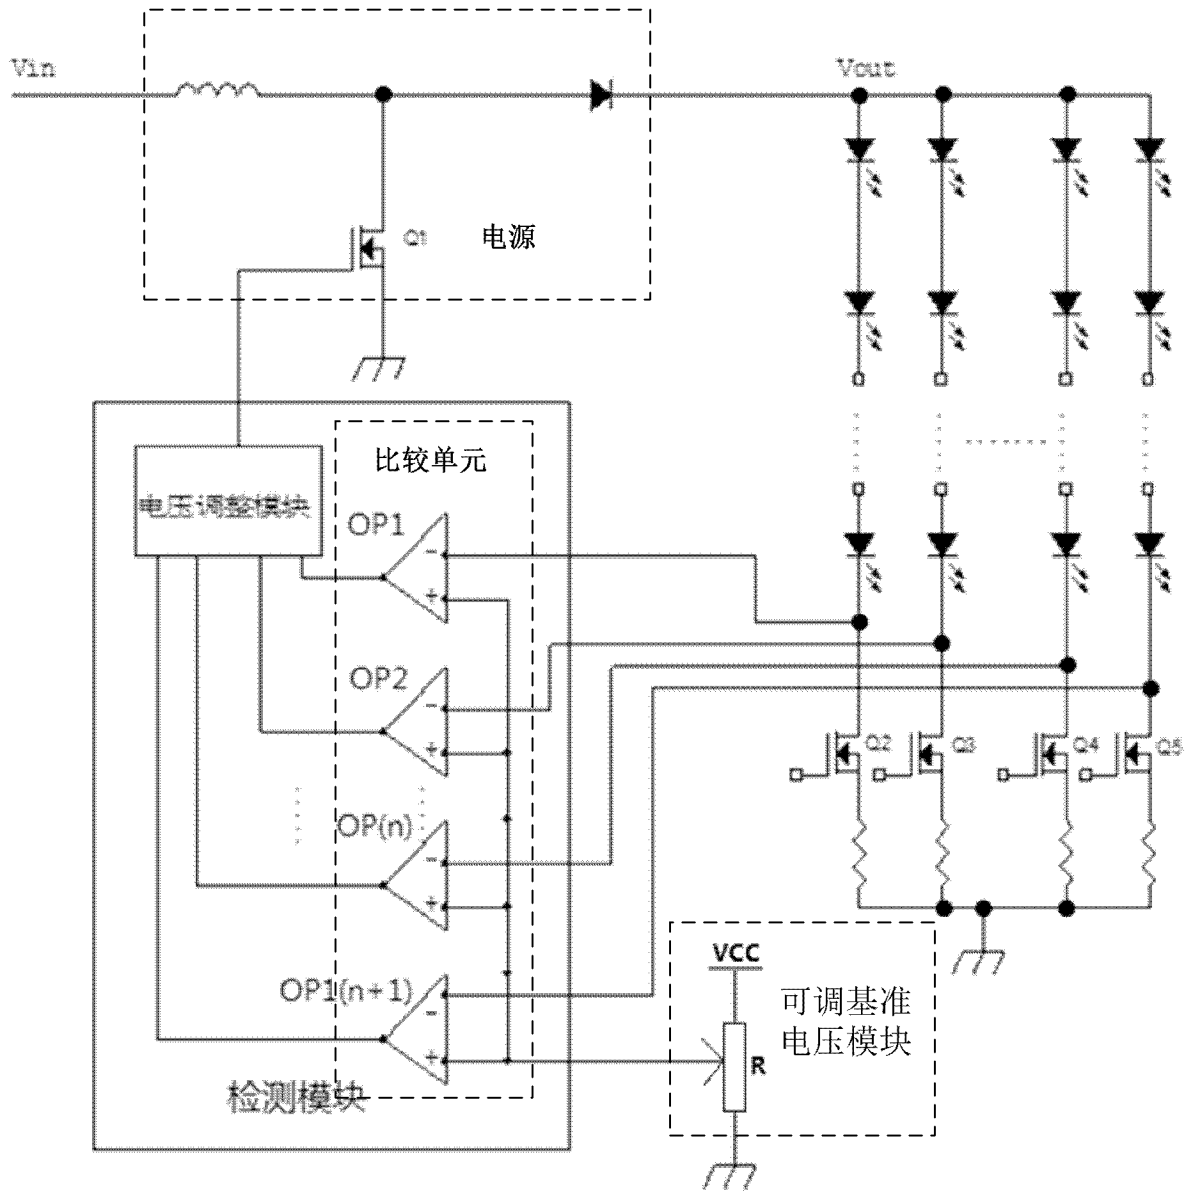 Vin
Vout
Q1
电源
比较单元
电压调整模块
OP1
-
+
OP2
-
+
Q2
Q3
Q4
Q5
OP(n)
-
+
VCC
OP1(n+1)
-
+
可调基准
电压模块
R
检测模块